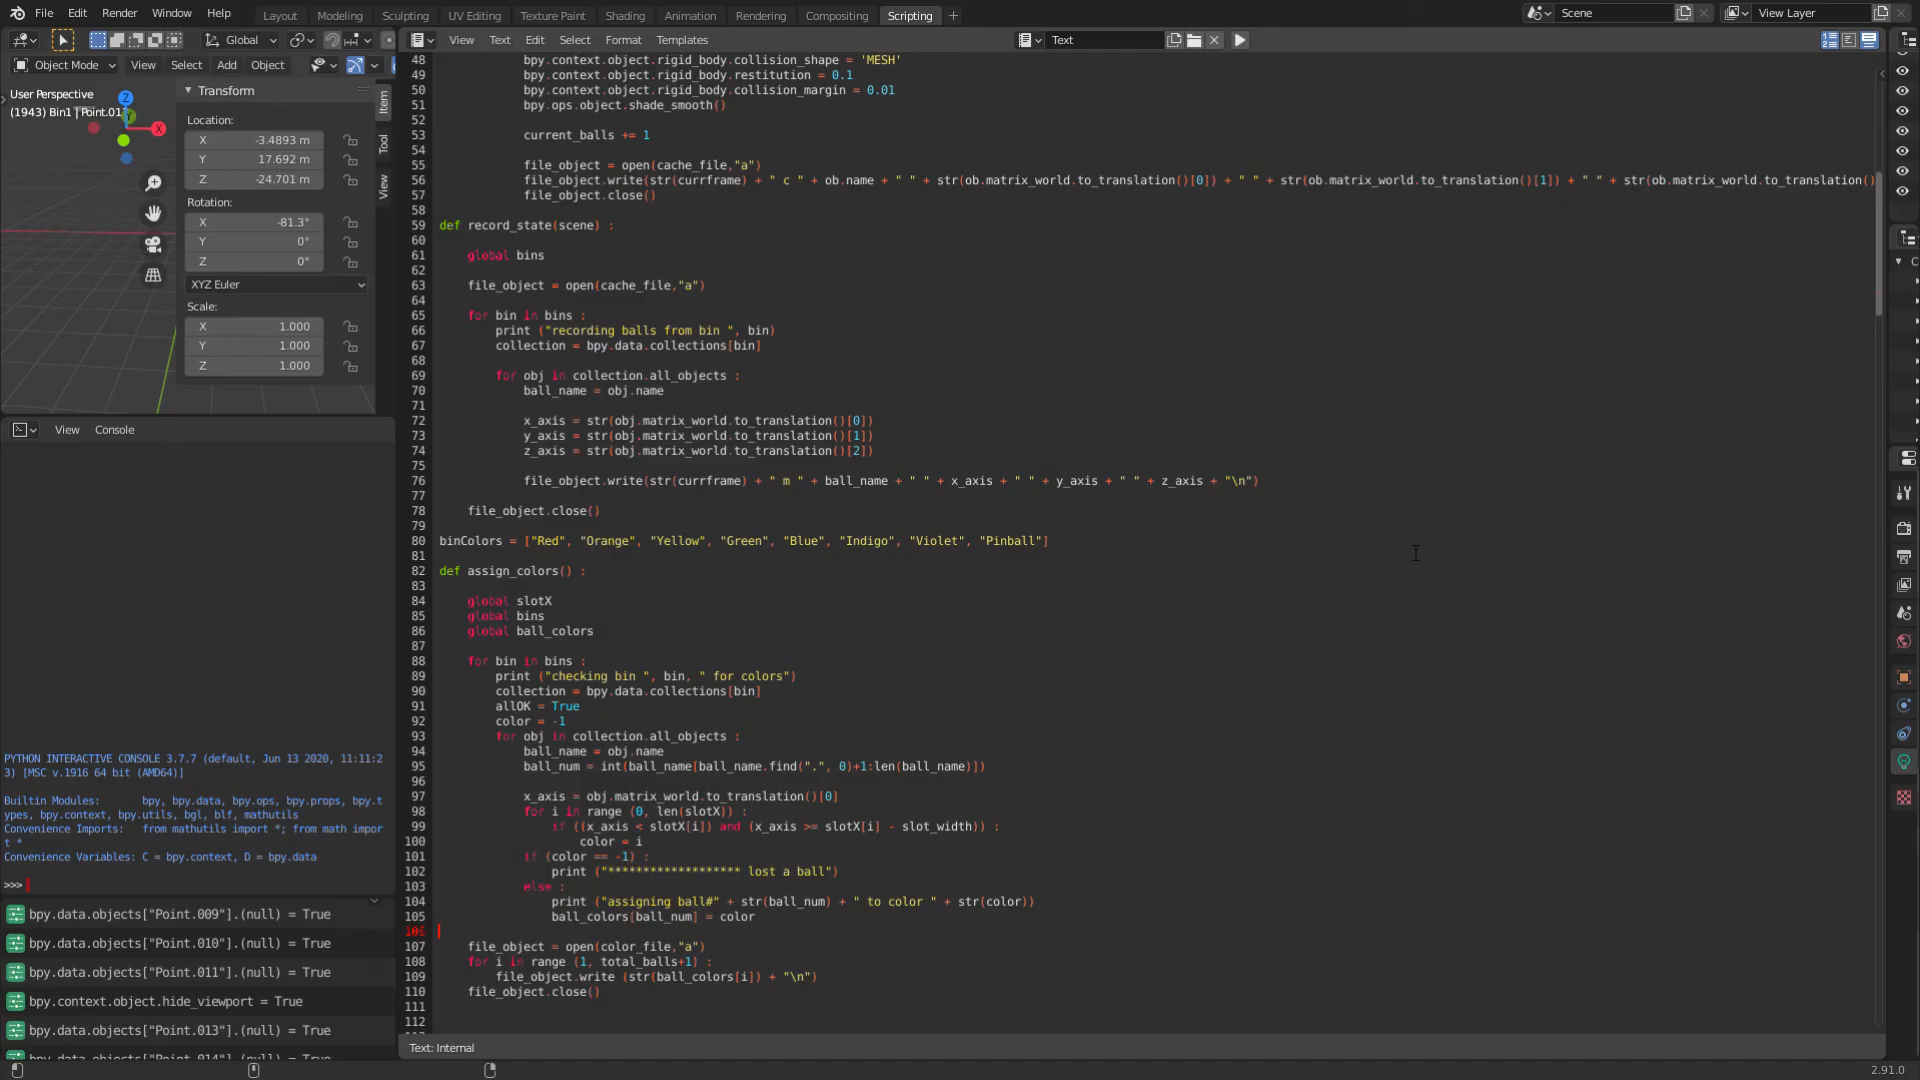 File Edit Render Window Help Layout Modeling Sculpting UV Editing Texture Paint Shading Animation Rendering Compositing Scripting + Scene View Layer
Global View Text Edit Select Format Templates Text
Object Mode View Select Add Object
User Perspective
(1943) Bin1 | Point.01
X
Transform
Location:
X -3.4893 m
Y 17.692 m
Z -24.701 m
Rotation:
X -81.3°
Y 0°
Z 0°
XYZ Euler
Scale:
X 1.000
Y 1.000
Z 1.000
Item
Tool
View
View Console
PYTHON INTERACTIVE CONSOLE 3.7.7 (default, Jun 13 2020, 11:11:2
3) [MSC v.1916 64 bit (AMD64)]
Builtin Modules: bpy, bpy.data, bpy.ops, bpy.props, bpy.t
ypes, bpy.context, bpy.utils, bgl, blf, mathutils
Convenience Imports: from mathutils import *; from math impor
t *
Convenience Variables: C = bpy.context, D = bpy.data
>>>
bpy.data.objects["Point.009"].(null) = True
bpy.data.objects["Point.010"].(null) = True
bpy.data.objects["Point.011"].(null) = True
bpy.context.object.hide_viewport = True
bpy.data.objects["Point.013"].(null) = True
bpy.data.objects["Point.014"].(null) = True
48 bpy.context.object.rigid_body.collision_shape = 'MESH'
49 bpy.context.object.rigid_body.restitution = 0.1
50 bpy.context.object.rigid_body.collision_margin = 0.01
51 bpy.ops.object.shade_smooth()
52
53 current_balls += 1
54
55 file_object = open(cache_file,"a")
56 file_object.write(str(currframe) + " c " + ob.name + " " + str(ob.matrix_world.to_translation()[0]) + " " + str(ob.matrix_world.to_translation()[1]) + " " + str(ob.matrix_world.to_translation()
57 file_object.close()
58
59 def record_state(scene) :
60
61 global bins
62
63 file_object = open(cache_file,"a")
64
65 for bin in bins :
66 print ("recording balls from bin ", bin)
67 collection = bpy.data.collections[bin]
68
69 for obj in collection.all_objects :
70 ball_name = obj.name
71
72 x_axis = str(obj.matrix_world.to_translation()[0])
73 y_axis = str(obj.matrix_world.to_translation()[1])
74 z_axis = str(obj.matrix_world.to_translation()[2])
75
76 file_object.write(str(currframe) + " m " + ball_name + " " + x_axis + " " + y_axis + " " + z_axis + "\n")
77
78 file_object.close()
79
80 binColors = ["Red", "Orange", "Yellow", "Green", "Blue", "Indigo", "Violet", "Pinball"]
81
82 def assign_colors() :
83
84 global slotX
85 global bins
86 global ball_colors
87
88 for bin in bins :
89 print ("checking bin ", bin, " for colors")
90 collection = bpy.data.collections[bin]
91 allOK = True
92 color = -1
93 for obj in collection.all_objects :
94 ball_name = obj.name
95 ball_num = int(ball_name[ball_name.find(".", 0)+1:len(ball_name)])
96
97 x_axis = obj.matrix_world.to_translation()[0]
98 for i in range (0, len(slotX)) :
99 if ((x_axis < slotX[i]) and (x_axis >= slotX[i] - slot_width)) :
100 color = i
101 if (color == -1) :
102 print ("******************* lost a ball")
103 else :
104 print ("assigning ball#" + str(ball_num) + " to color " + str(color))
105 ball_colors[ball_num] = color
106
107 file_object = open(color_file,"a")
108 for i in range (1, total_balls+1) :
109 file_object.write (str(ball_colors[i]) + "\n")
110 file_object.close()
111
112
Text: Internal
2.91.0